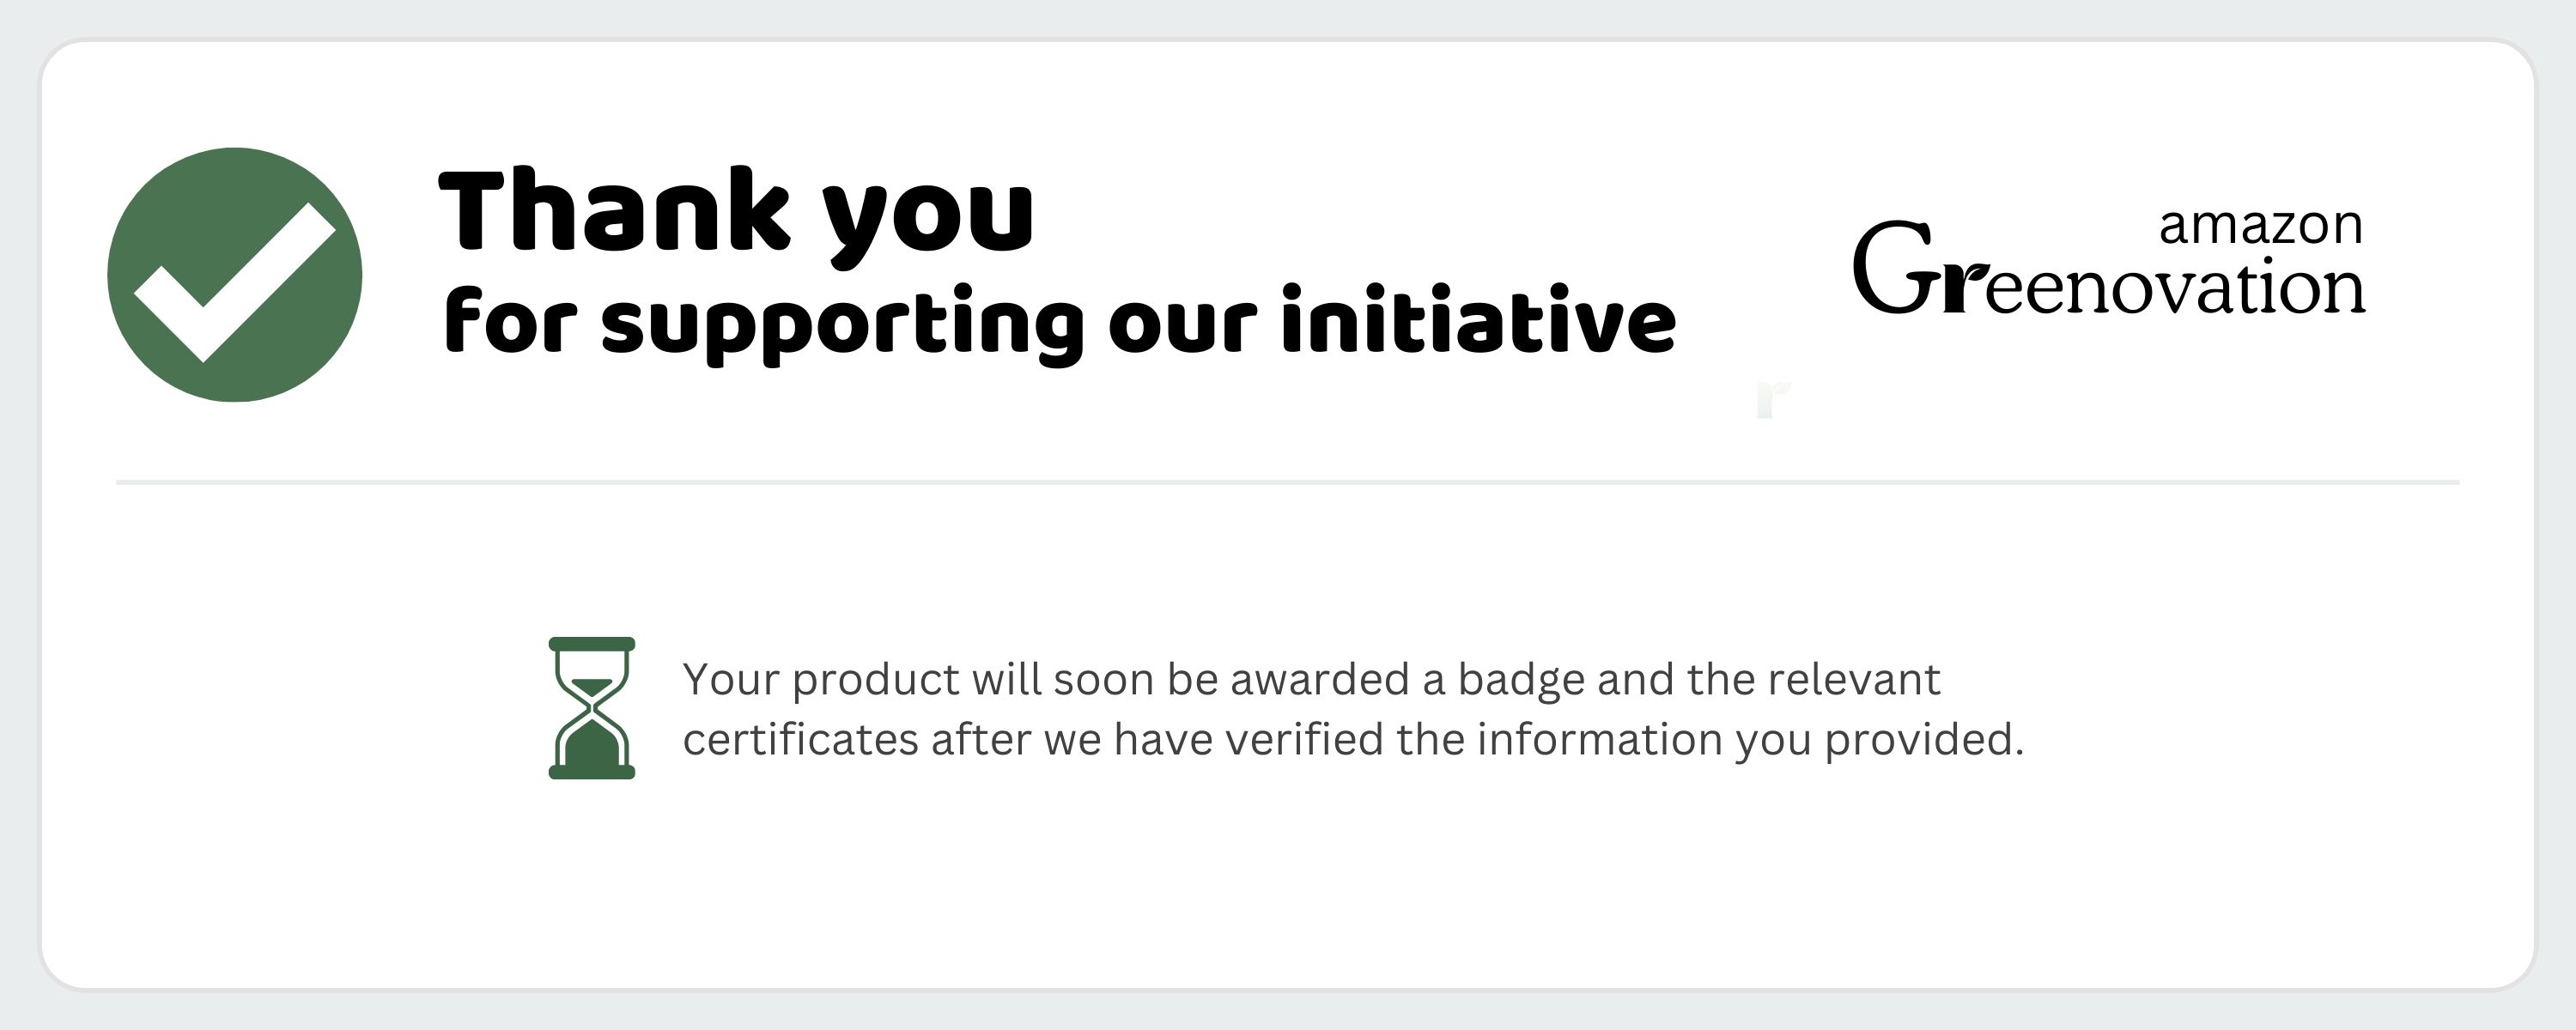 Thank you
for supporting our initiative
amazon
Greenovation
r
Your product will soon be awarded a badge and the relevant
certificates after we have verified the information you provided.